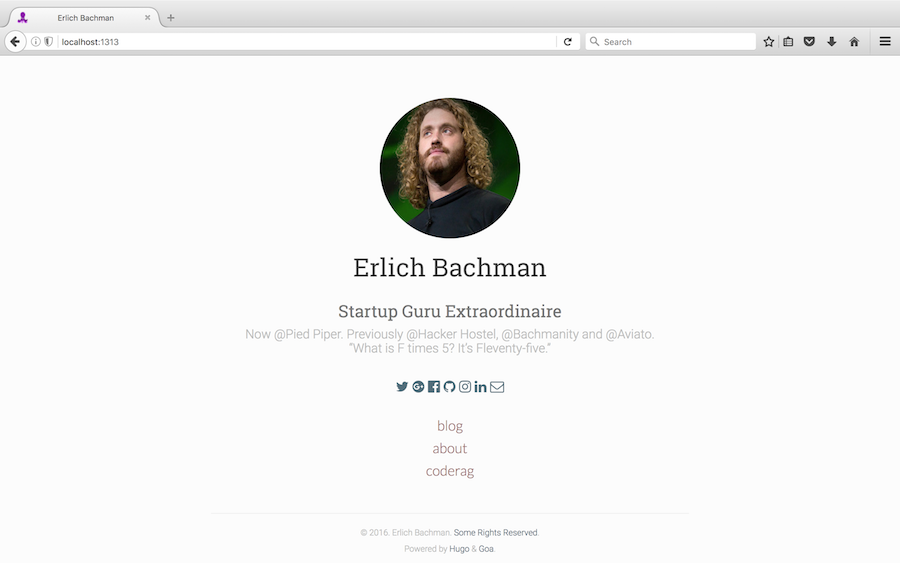 Erlich Bachman
localhost:1313
Search
Erlich Bachman
Startup Guru Extraordinaire
Now @Pied Piper. Previously @Hacker Hostel, @Bachmanity and @Aviato.
"What is F times 5? It's Fleventy-five."
blog
about
coderag
© 2016. Erlich Bachman. Some Rights Reserved.
Powered by Hugo & Goa.